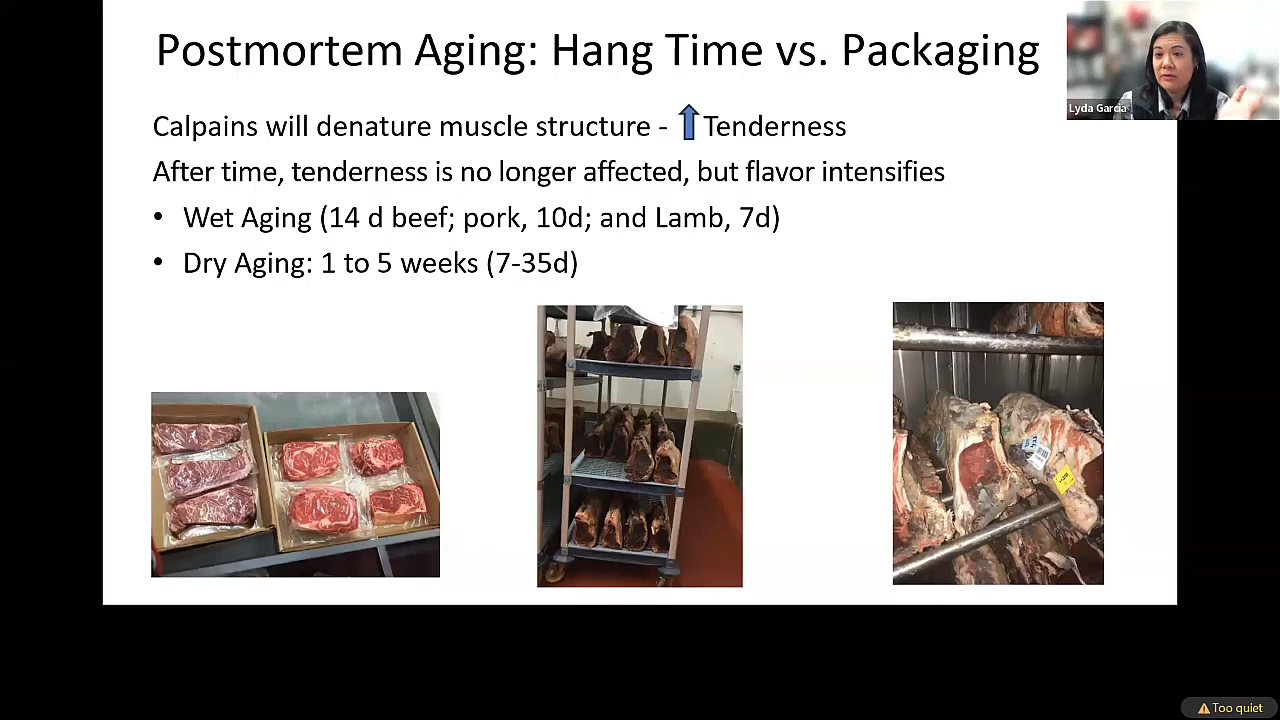 Postmortem Aging: Hang Time vs. Packaging
Lyda Garcia
Calpains will denature muscle structure - Tenderness
After time, tenderness is no longer affected, but flavor intensifies
• Wet Aging (14 d beef; pork, 10d; and Lamb, 7d)
• Dry Aging: 1 to 5 weeks (7-35d)
Too quiet